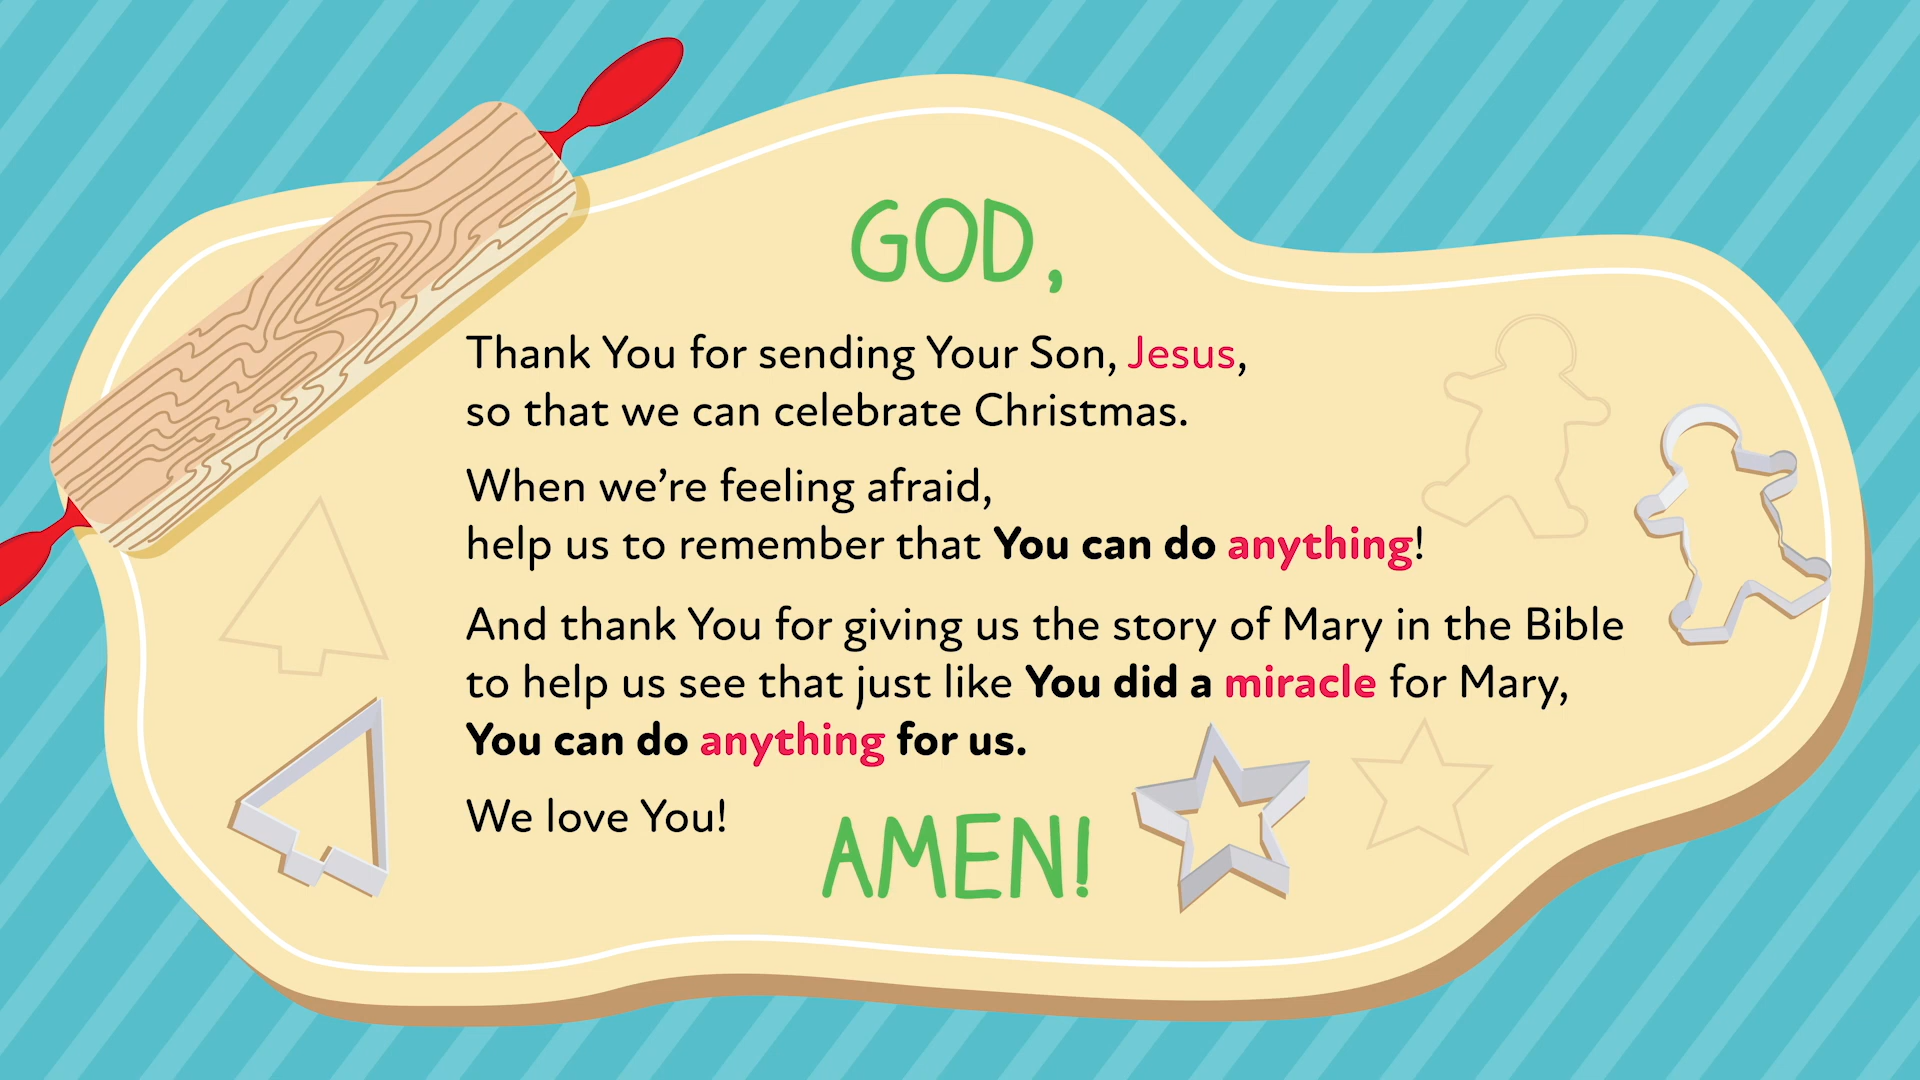 GOD,
Thank You for sending Your Son, Jesus,
so that we can celebrate Christmas.
When we’re feeling afraid,
help us to remember that You can do anything!
And thank You for giving us the story of Mary in the Bible
to help us see that just like You did a miracle for Mary,
You can do anything for us.
We love You!
AMEN!